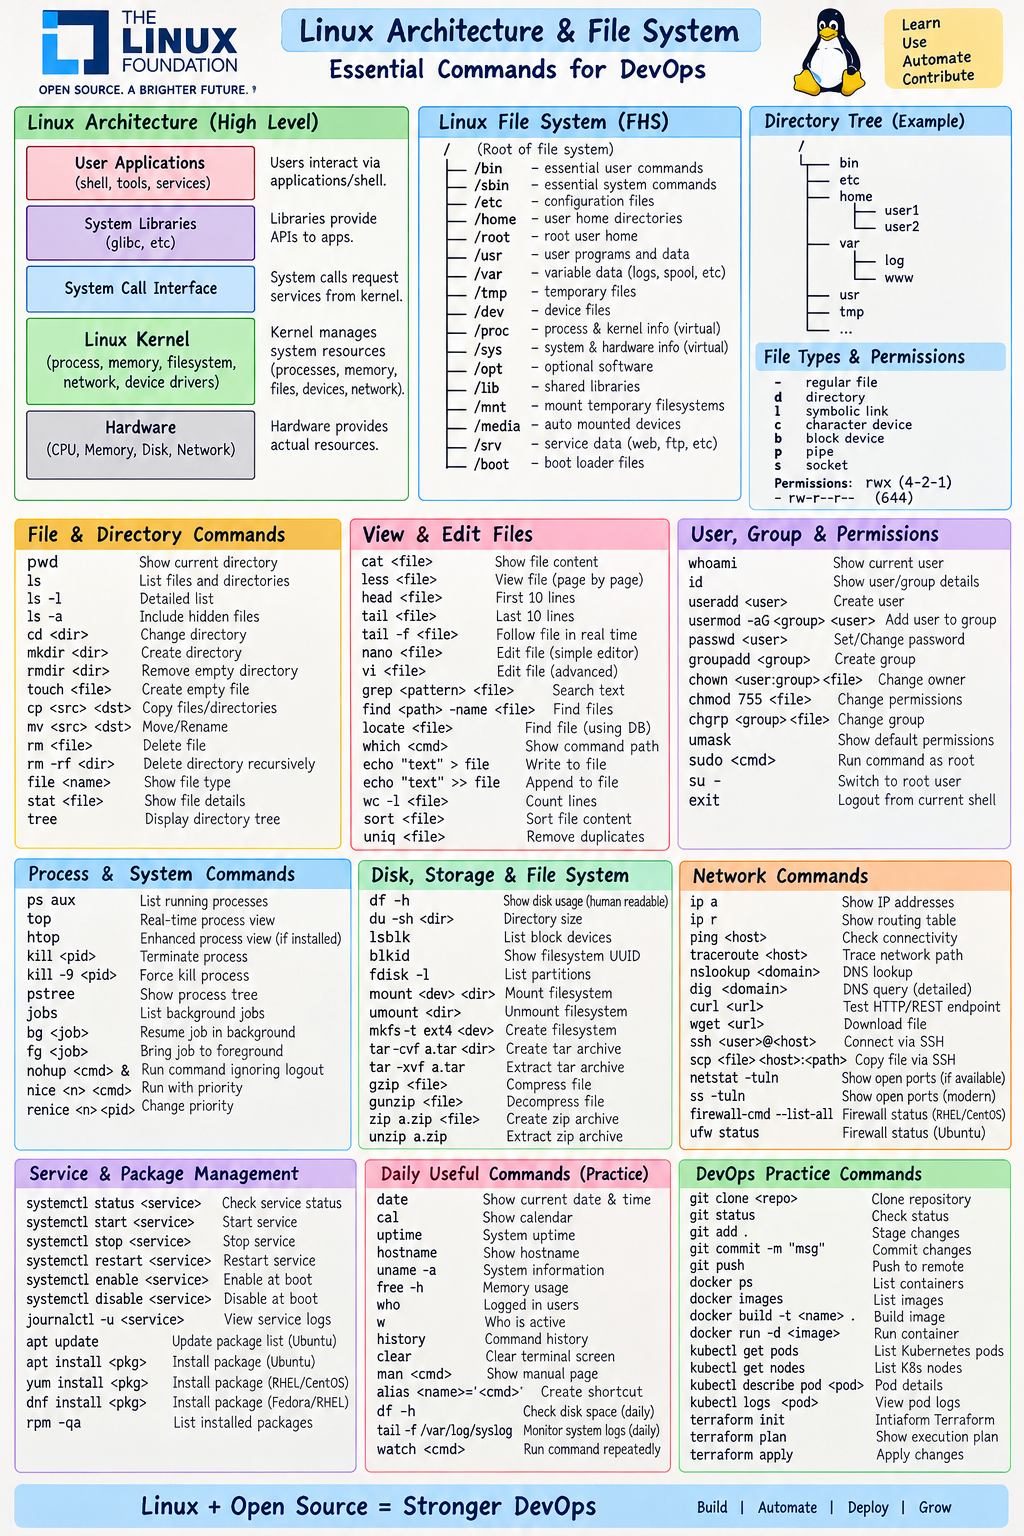 THE
LINUX
FOUNDATION
OPEN SOURCE. A BRIGHTER FUTURE.
Linux Architecture & File System
Essential Commands for DevOps
Learn
Use
Automate
Contribute
Linux Architecture (High Level)
User Applications
(shell, tools, services)
Users interact via
applications/shell.
System Libraries
(glibc, etc)
Libraries provide
APIs to apps.
System Call Interface
System calls request
services from kernel.
Linux Kernel
(process, memory, filesystem,
network, device drivers)
Kernel manages
system resources
(processes, memory,
files, devices, network).
Hardware
(CPU, Memory, Disk, Network)
Hardware provides
actual resources.
Linux File System (FHS)
/ (Root of file system)
/bin – essential user commands
/sbin – essential system commands
/etc – configuration files
/home – user home directories
/root – root user home
/usr – user programs and data
/var – variable data (logs, spool, etc)
/tmp – temporary files
/dev – device files
/proc – process & kernel info (virtual)
/sys – system & hardware info (virtual)
/opt – optional software
/lib – shared libraries
/mnt – mount temporary filesystems
/media – auto mounted devices
/srv – service data (web, ftp, etc)
/boot – boot loader files
Directory Tree (Example)
/
bin
etc
home
user1
user2
var
log
www
usr
tmp
...
File Types & Permissions
– regular file
d directory
l symbolic link
c character device
b block device
p pipe
s socket
Permissions: rwx (4-2-1)
- rw-r--r-- (644)
File & Directory Commands
pwd Show current directory
ls List files and directories
ls -l Detailed list
ls -a Include hidden files
cd <dir> Change directory
mkdir <dir> Create directory
rmdir <dir> Remove empty directory
touch <file> Create empty file
cp <src> <dst> Copy files/directories
mv <src> <dst> Move/Rename
rm <file> Delete file
rm -rf <dir> Delete directory recursively
file <name> Show file type
stat <file> Show file details
tree Display directory tree
View & Edit Files
cat <file> Show file content
less <file> View file (page by page)
head <file> First 10 lines
tail <file> Last 10 lines
tail -f <file> Follow file in real time
nano <file> Edit file (simple editor)
vi <file> Edit file (advanced)
grep <pattern> <file> Search text
find <path> -name <file> Find files
locate <file> Find file (using DB)
which <cmd> Show command path
echo "text" > file Write to file
echo "text" >> file Append to file
wc -l <file> Count lines
sort <file> Sort file content
uniq <file> Remove duplicates
User, Group & Permissions
whoami Show current user
id Show user/group details
useradd <user> Create user
usermod -aG <group> <user> Add user to group
passwd <user> Set/Change password
groupadd <group> Create group
chown <user:group> <file> Change owner
chmod 755 <file> Change permissions
chgrp <group> <file> Change group
umask Show default permissions
sudo <cmd> Run command as root
su – Switch to root user
exit Logout from current shell
Process & System Commands
ps aux List running processes
top Real-time process view
htop Enhanced process view (if installed)
kill <pid> Terminate process
kill -9 <pid> Force kill process
pstree Show process tree
jobs List background jobs
bg <job> Resume job in background
fg <job> Bring job to foreground
nohup <cmd> & Run command ignoring logout
nice <n> <cmd> Run with priority
renice <n> <pid> Change priority
Disk, Storage & File System
df -h Show disk usage (human readable)
du -sh <dir> Directory size
lsblk List block devices
blkid Show filesystem UUID
fdisk -l List partitions
mount <dev> <dir> Mount filesystem
umount <dir> Unmount filesystem
mkfs -t ext4 <dev> Create filesystem
tar -cvf a.tar <dir> Create tar archive
tar -xvf a.tar Extract tar archive
gzip <file> Compress file
gunzip <file> Decompress file
zip a.zip <file> Create zip archive
unzip a.zip Extract zip archive
Network Commands
ip a Show IP addresses
ip r Show routing table
ping <host> Check connectivity
traceroute <host> Trace network path
nslookup <domain> DNS lookup
dig <domain> DNS query (detailed)
curl <url> Test HTTP/REST endpoint
wget <url> Download file
ssh <user>@<host> Connect via SSH
scp <file> <host>:<path> Copy file via SSH
netstat -tuln Show open ports (if available)
ss -tuln Show open ports (modern)
firewall-cmd --list-all Firewall status (RHEL/CentOS)
ufw status Firewall status (Ubuntu)
Service & Package Management
systemctl status <service> Check service status
systemctl start <service> Start service
systemctl stop <service> Stop service
systemctl restart <service> Restart service
systemctl enable <service> Enable at boot
systemctl disable <service> Disable at boot
journalctl -u <service> View service logs
apt update Update package list (Ubuntu)
apt install <pkg> Install package (Ubuntu)
yum install <pkg> Install package (RHEL/CentOS)
dnf install <pkg> Install package (Fedora/RHEL)
rpm -qa List installed packages
Daily Useful Commands (Practice)
date Show current date & time
cal Show calendar
uptime System uptime
hostname Show hostname
uname -a System information
free -h Memory usage
who Logged in users
w Who is active
history Command history
clear Clear terminal screen
man <cmd> Show manual page
alias <name>='<cmd>' Create shortcut
df -h Check disk space (daily)
tail -f /var/log/syslog Monitor system logs (daily)
watch <cmd> Run command repeatedly
DevOps Practice Commands
git clone <repo> Clone repository
git status Check status
git add . Stage changes
git commit -m "msg" Commit changes
git push Push to remote
docker ps List containers
docker images List images
docker build -t <name> . Build image
docker run -d <image> Run container
kubectl get pods List Kubernetes pods
kubectl get nodes List K8s nodes
kubectl describe pod <pod> Pod details
kubectl logs <pod> View pod logs
terraform init Intiaform Terraform
terraform plan Show execution plan
terraform apply Apply changes
Linux + Open Source = Stronger DevOps
Build | Automate | Deploy | Grow